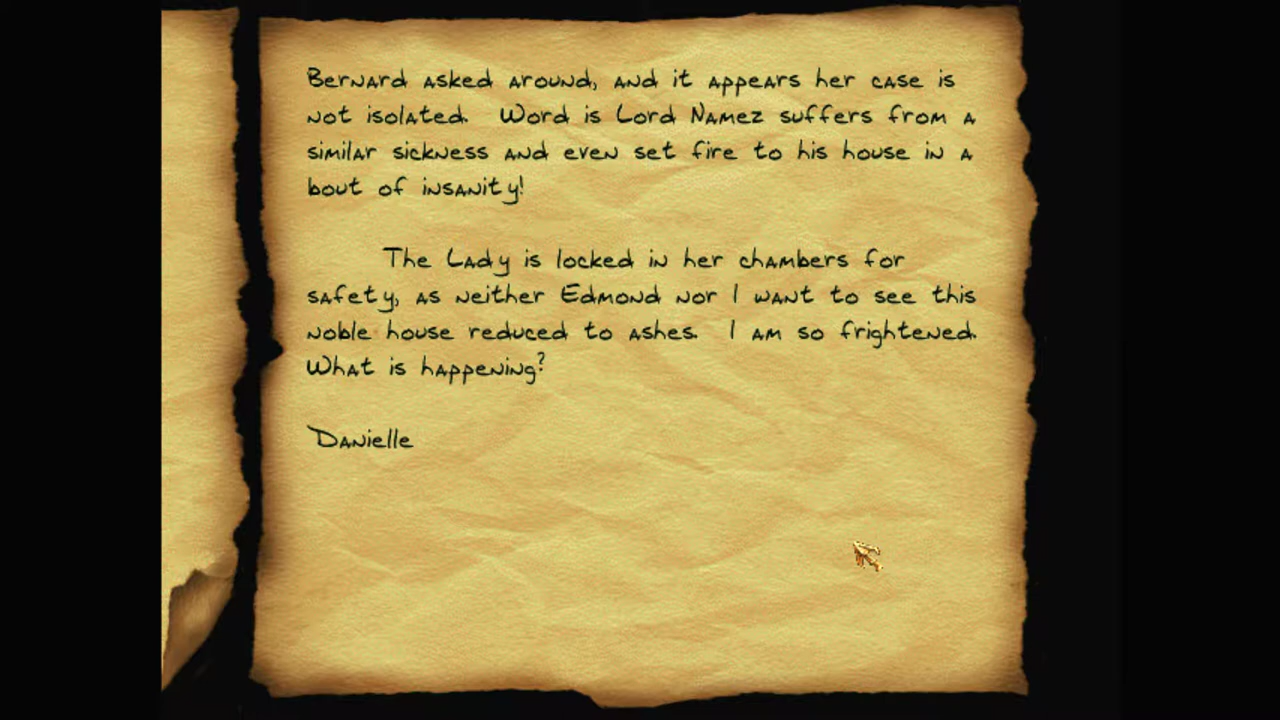 Bernard asked around, and it appears her case is
not isolated. Word is Lord Namez suffers from a
similar sickness and even set fire to his house in a
bout of insanity!
The Lady is locked in her chambers for
safety, as neither Edmond nor I want to see this
noble house reduced to ashes. I am so frightened.
What is happening?
Danielle